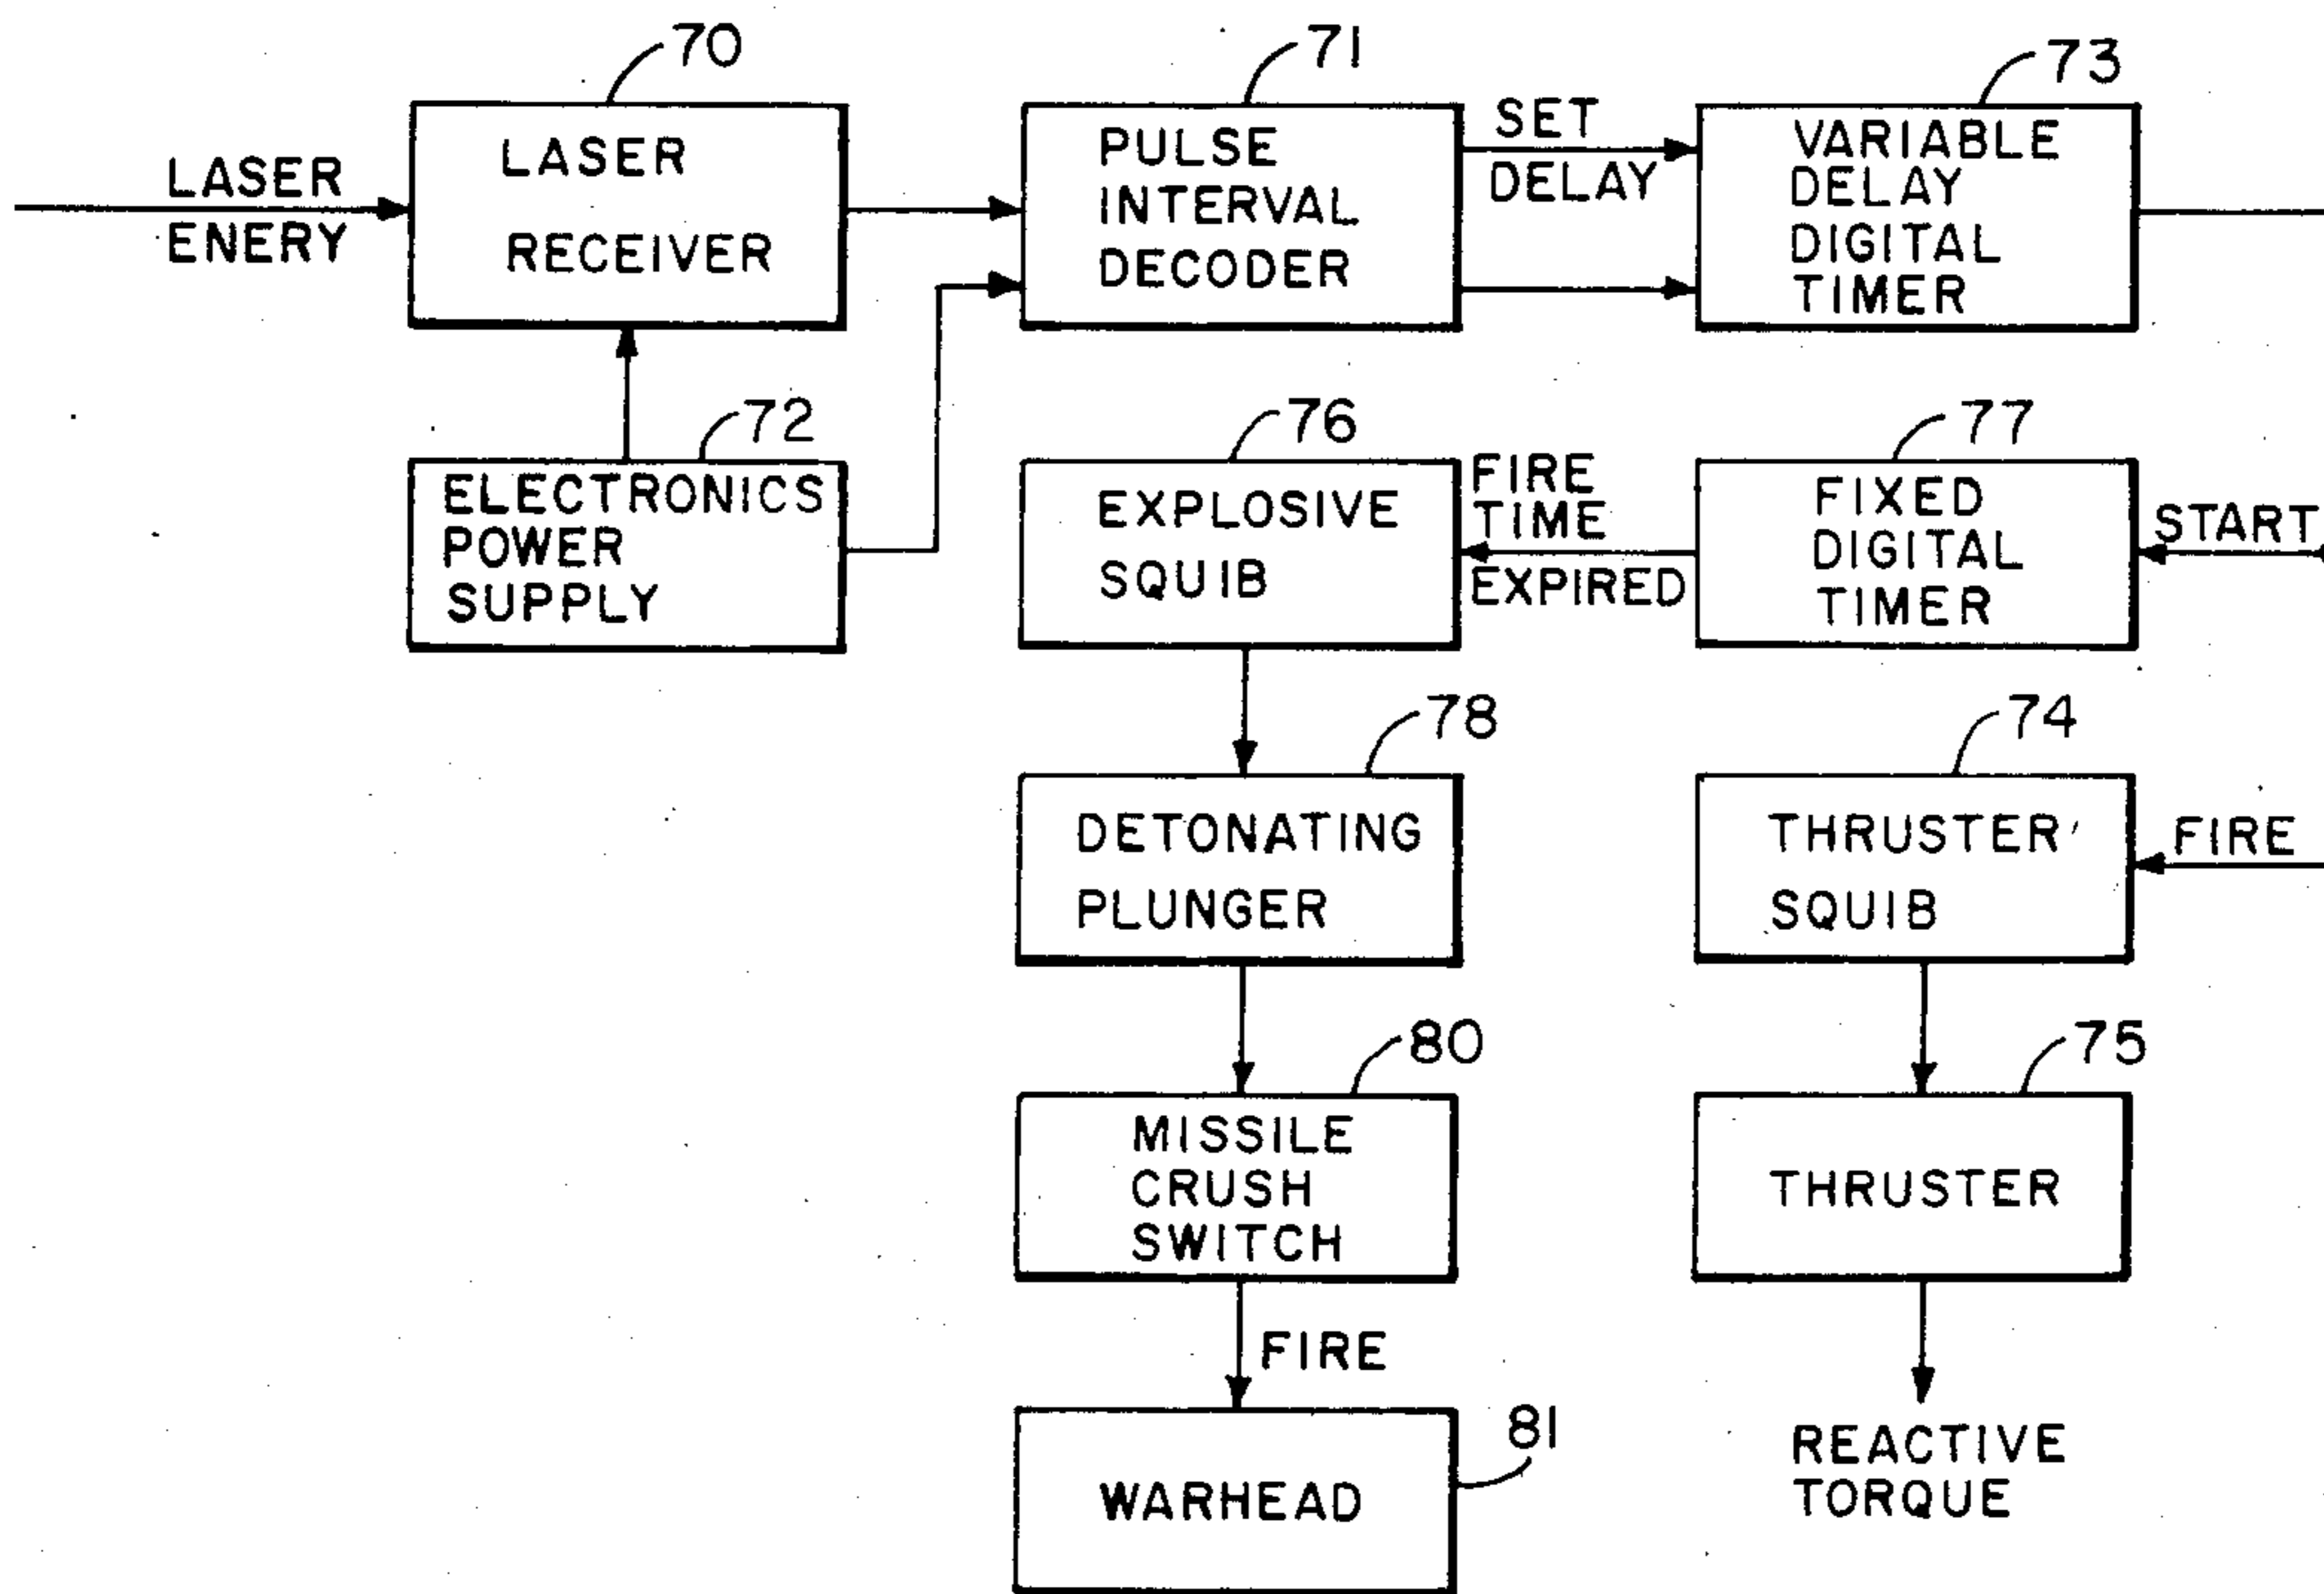 70
71
73
LASER
ENERY
LASER
RECEIVER
PULSE
INTERVAL
DECODER
SET
DELAY
VARIABLE
DELAY
DIGITAL
TIMER
72
76
77
ELECTRONICS
POWER
SUPPLY
EXPLOSIVE
SQUIB
FIRE
TIME
EXPIRED
FIXED
DIGITAL
TIMER
START
78
74
DETONATING
PLUNGER
THRUSTER
SQUIB
FIRE
80
75
MISSILE
CRUSH
SWITCH
THRUSTER
FIRE
81
WARHEAD
REACTIVE
TORQUE